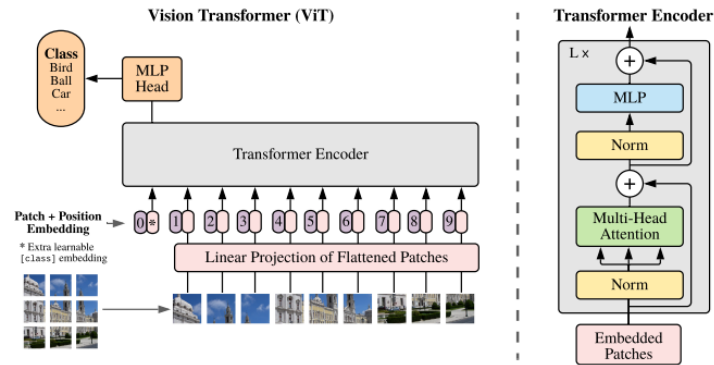 Vision Transformer (ViT)
Class
Bird
Ball
Car
...
MLP
Head
Transformer Encoder
Patch + Position
Embedding
0 * 1 2 3 4 5 6 7 8 9
* Extra learnable
[class] embedding
Linear Projection of Flattened Patches
Transformer Encoder
L ×
+
MLP
Norm
+
Multi-Head
Attention
Norm
Embedded
Patches